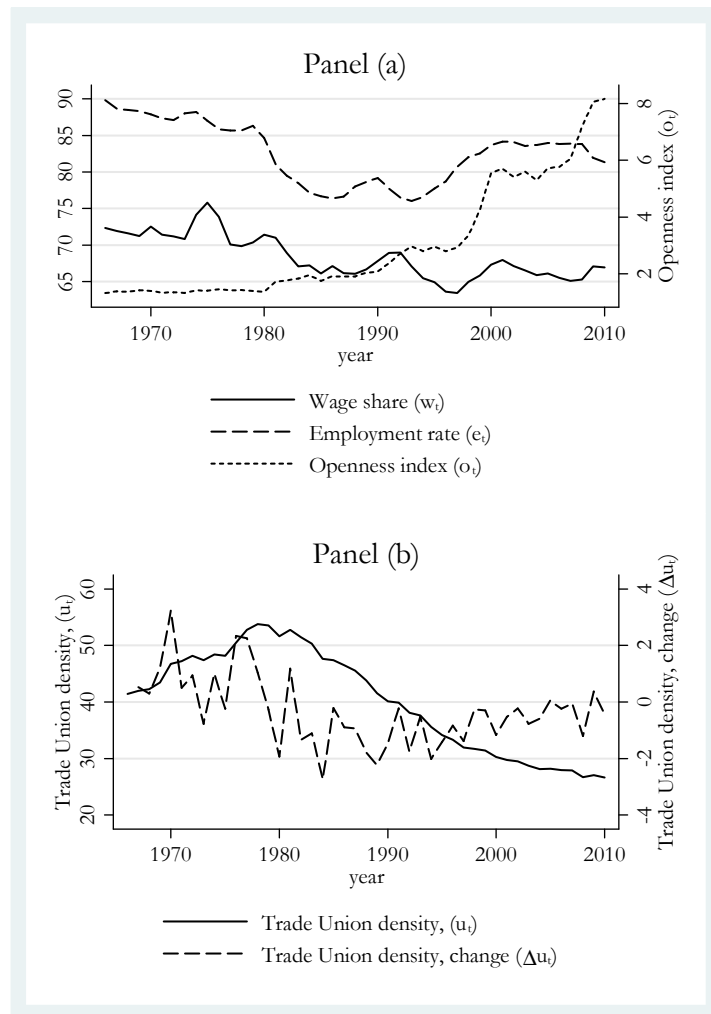 Panel (a)
90
85
80
75
70
65
8
6
4
2
Openness index (oₜ)
1970 1980 1990 2000 2010
year
Wage share (wₜ)
Employment rate (eₜ)
Openness index (oₜ)
Panel (b)
Trade Union density, (uₜ)
60
50
40
30
20
4
2
0
-2
-4
Trade Union density, change (Δuₜ)
1970 1980 1990 2000 2010
year
Trade Union density, (uₜ)
Trade Union density, change (Δuₜ)